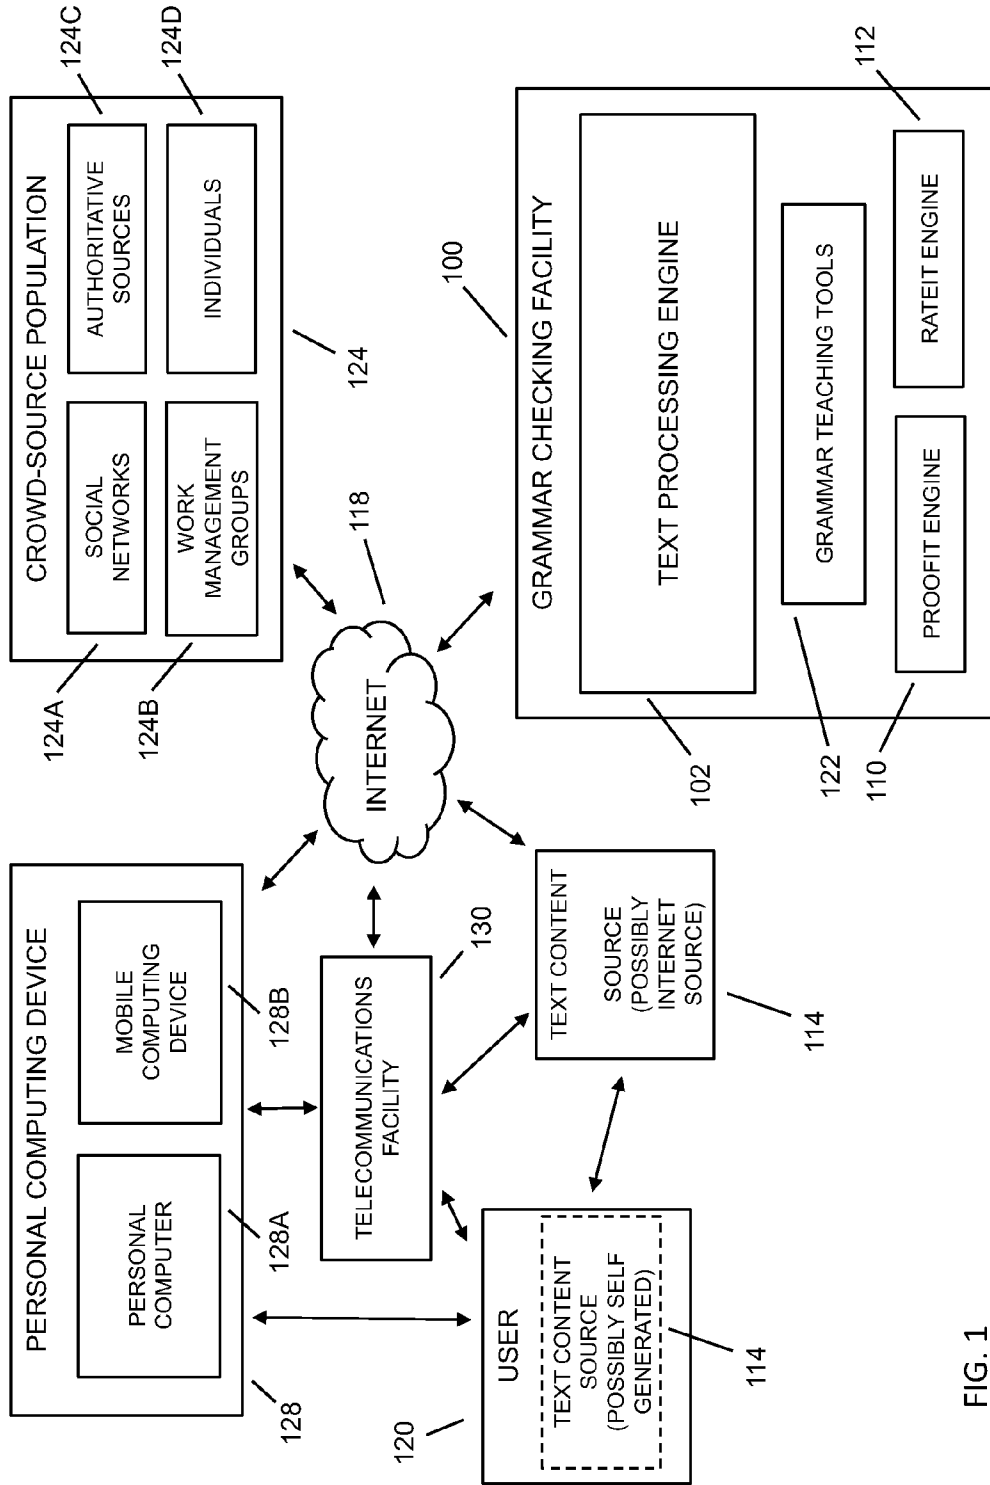 PERSONAL COMPUTING DEVICE
PERSONAL
COMPUTER
128A
MOBILE
COMPUTING
DEVICE
128B
128
CROWD-SOURCE POPULATION
SOCIAL
NETWORKS
124A
AUTHORITATIVE
SOURCES
124C
WORK
MANAGEMENT
GROUPS
124B
INDIVIDUALS
124D
124
TELECOMMUNICATIONS
FACILITY
130
INTERNET
118
USER
120
TEXT CONTENT
SOURCE
(POSSIBLY SELF
GENERATED)
114
TEXT CONTENT
SOURCE
(POSSIBLY
INTERNET
SOURCE)
114
GRAMMAR CHECKING FACILITY
100
TEXT PROCESSING ENGINE
102
GRAMMAR TEACHING TOOLS
122
PROOFIT ENGINE
110
RATEIT ENGINE
112
FIG. 1